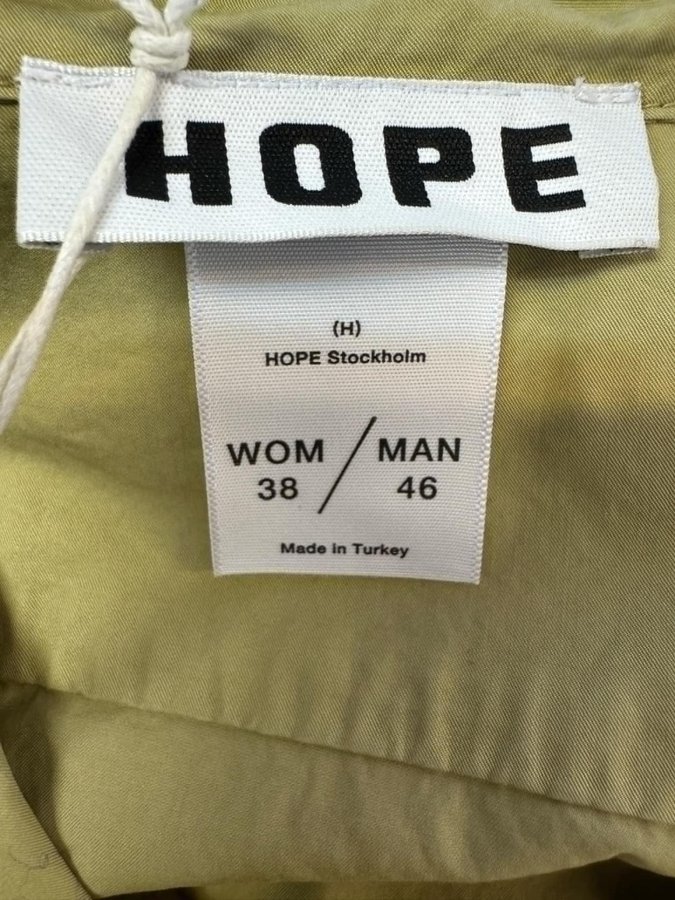 HOPE
(H)
HOPE Stockholm
WOM / MAN
38 46
Made in Turkey